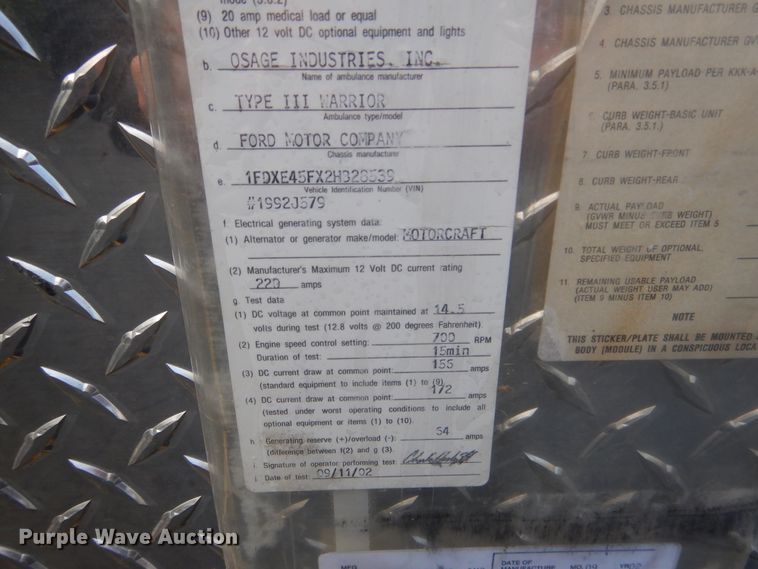 mode (3.6.2)
(9) 20 amp medical load or equal
(10) Other 12 volt DC optional equipment and lights
b. OSAGE INDUSTRIES, INC.
Name of ambulance manufacturer
c. TYPE III WARRIOR
Ambulance type/model
d. FORD MOTOR COMPANY
Chassis manufacturer
e.
Vehicle Identification Number (VIN)
#1992J579
f. Electrical generating system data:
(1) Alternator or generator make/model: MOTORCRAFT
(2) Manufacturer's Maximum 12 Volt DC current rating
220 amps
g. Test data
(1) DC voltage at common point maintained at 14.5
volts during test (12.8 volts @ 200 degrees Fahrenheit).
(2) Engine speed control setting: 700 RPM
Duration of test: 15min
(3) DC current draw at common point: 155 amps
(standard equipment to include items (1) to (9)
(4) DC current draw at common point: 172 amps
(tested under worst operating conditions to include all
optional equipment or items (1) to (10).
h. Generating reserve (+)/overload (-): 54 amps
(difference between f(2) and g (3).
i. Signature of operator performing test:
j. Date of test: 09/11/02
3. CHASSIS MANUFACTURER G
4 CHASSIS MANUFACTURER GV
5. MINIMUM PAYLOAD PER KKK-A
(PARA. 3.5.1)
6. CURB WEIGHT-BASIC UNIT
(PARA. 3.5.1.)
7. CURB WEIGHT-FRONT
8. CURB WEIGHT-REAR
9. ACTUAL PAYLOAD
(GVWR MINUS CURB WEIGHT)
MUST MEET OR EXCEED ITEM 5
10. TOTAL WEIGHT OF OPTIONAL,
SPECIFIED EQUIPMENT
11. REMAINING USABLE PAYLOAD
(ACTUAL WEIGHT USER MAY ADD)
(ITEM 9 MINUS ITEM 10)
NOTE
THIS STICKER/PLATE SHALL BE MOUNTED
BODY (MODULE) IN A CONSPICUOUS LOCA
MFG
DATE OF
MANUFACTURE
Purple Wave Auction